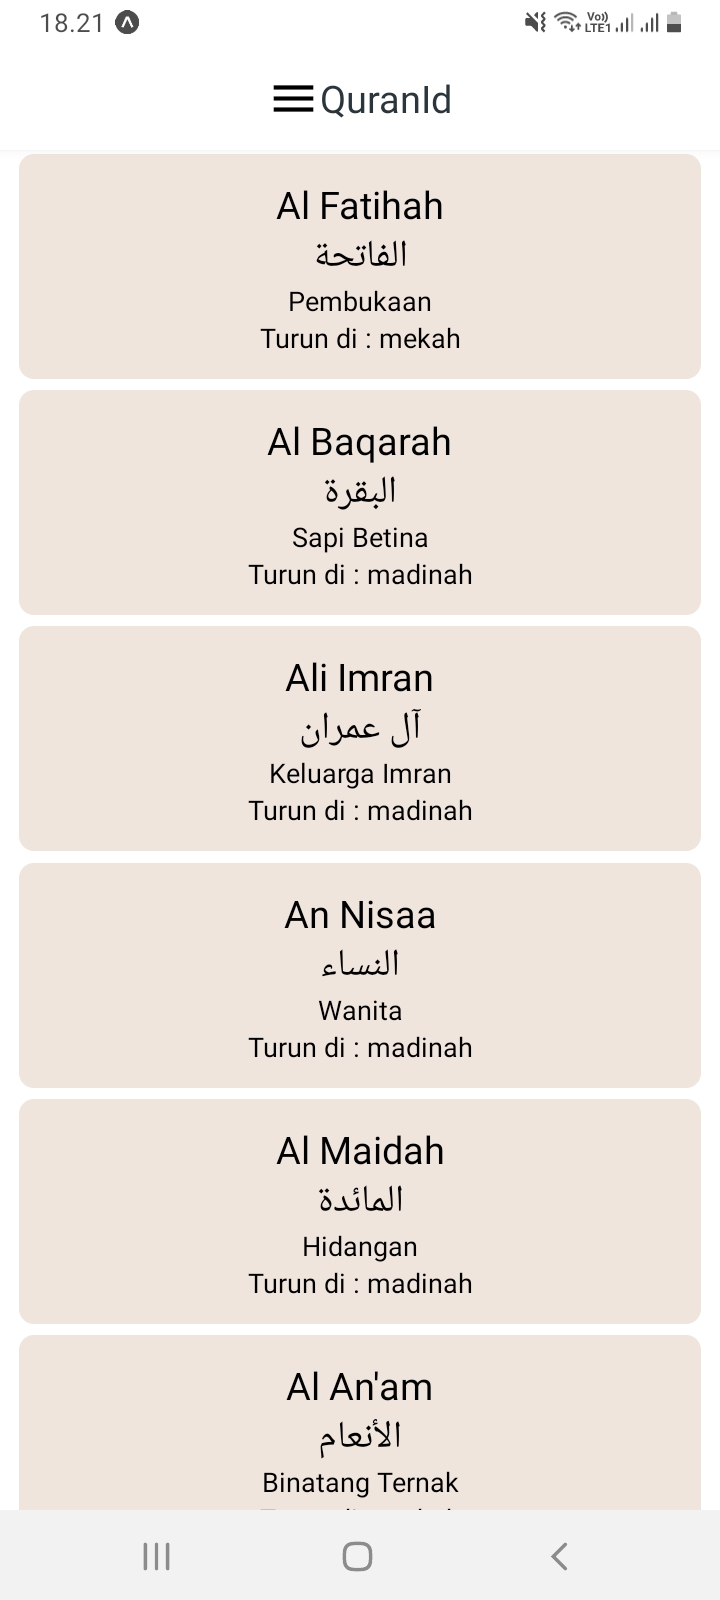 18.21
Vo)) LTE1
QuranId
Al Fatihah
الفاتحة
Pembukaan
Turun di : mekah
Al Baqarah
البقرة
Sapi Betina
Turun di : madinah
Ali Imran
آل عمران
Keluarga Imran
Turun di : madinah
An Nisaa
النساء
Wanita
Turun di : madinah
Al Maidah
المائدة
Hidangan
Turun di : madinah
Al An'am
الأنعام
Binatang Ternak